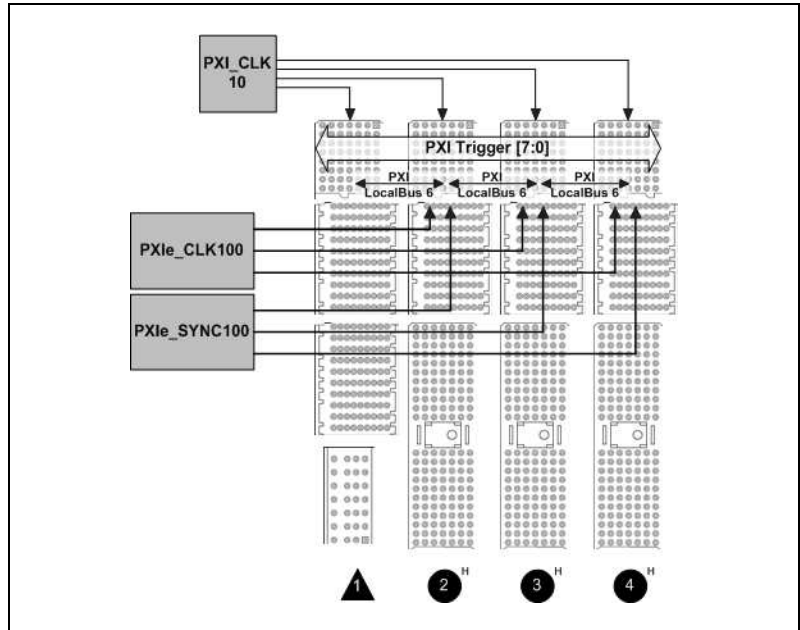 PXI_CLK
10
PXI Trigger [7:0]
PXI PXI PXI
LocalBus 6 LocalBus 6 LocalBus 6
PXIe_CLK100
PXIe_SYNC100
1 2 H 3 H 4 H